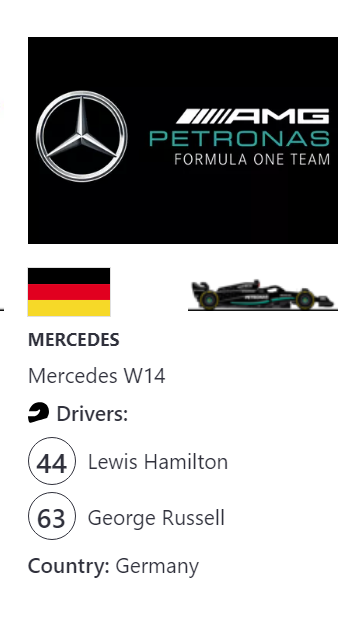 AMG
PETRONAS
FORMULA ONE TEAM
PETRONAS
MERCEDES
Mercedes W14
Drivers:
44 Lewis Hamilton
63 George Russell
Country: Germany